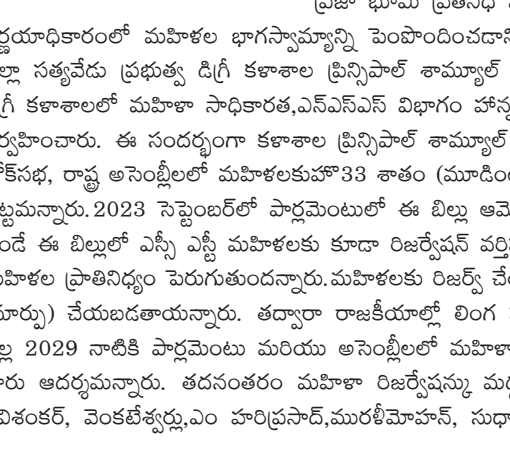 ప్రజా భూమి ప్రతినిధి
ర్ణయాధికారంలో మహిళల భాగస్వామ్యాన్ని పెంపొందించడాని
ల్లా సత్యవేడు ప్రభుత్వ డిగ్రీ కళాశాల ప్రిన్సిపాల్ శామ్యూల్
గ్రీ కళాశాలలో మహిళా సాధికారత,ఎన్ఎస్ఎస్ విభాగం
ర్వహించారు. ఈ సందర్భంగా కళాశాల ప్రిన్సిపాల్ శామ్యూల్
క్‌సభ, రాష్ట్ర అసెంబ్లీలలో మహిళలకుహొ33 శాతం (మూడిం
ట్టమన్నారు.2023 సెప్టెంబర్‌లో పార్లమెంటులో ఈ బిల్లు ఆమో
ండే ఈ బిల్లులో ఎస్సీ ఎస్టీ మహిళలకు కూడా రిజర్వేషన్ వర్తి
మహిళల ప్రాతినిధ్యం పెరుగుతుందన్నారు.మహిళలకు రిజర్వ్ చే
మార్పు) చేయబడతాయన్నారు. తద్వారా రాజకీయాల్లో లింగ
ల్ల 2029 నాటికి పార్లమెంటు మరియు అసెంబ్లీలలో మహిళా
రు ఆదర్శమన్నారు. తదనంతరం మహిళా రిజర్వేషన్కు మద్
విశంకర్, వెంకటేశ్వర్లు,ఎం హరిప్రసాద్,మురళీమోహన్, సుధా